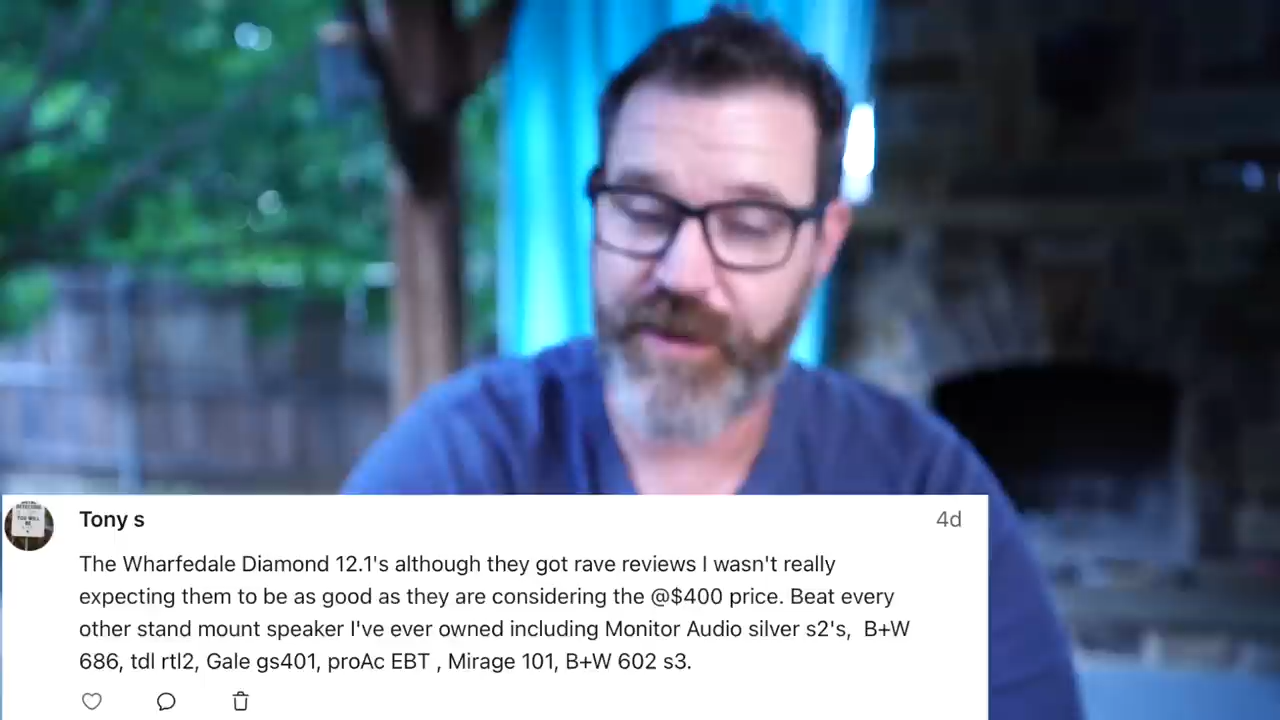 Tony s
4d
The Wharfedale Diamond 12.1's although they got rave reviews I wasn't really
expecting them to be as good as they are considering the @$400 price. Beat every
other stand mount speaker I've ever owned including Monitor Audio silver s2's,  B+W
686, tdl rtl2, Gale gs401, proAc EBT , Mirage 101, B+W 602 s3.